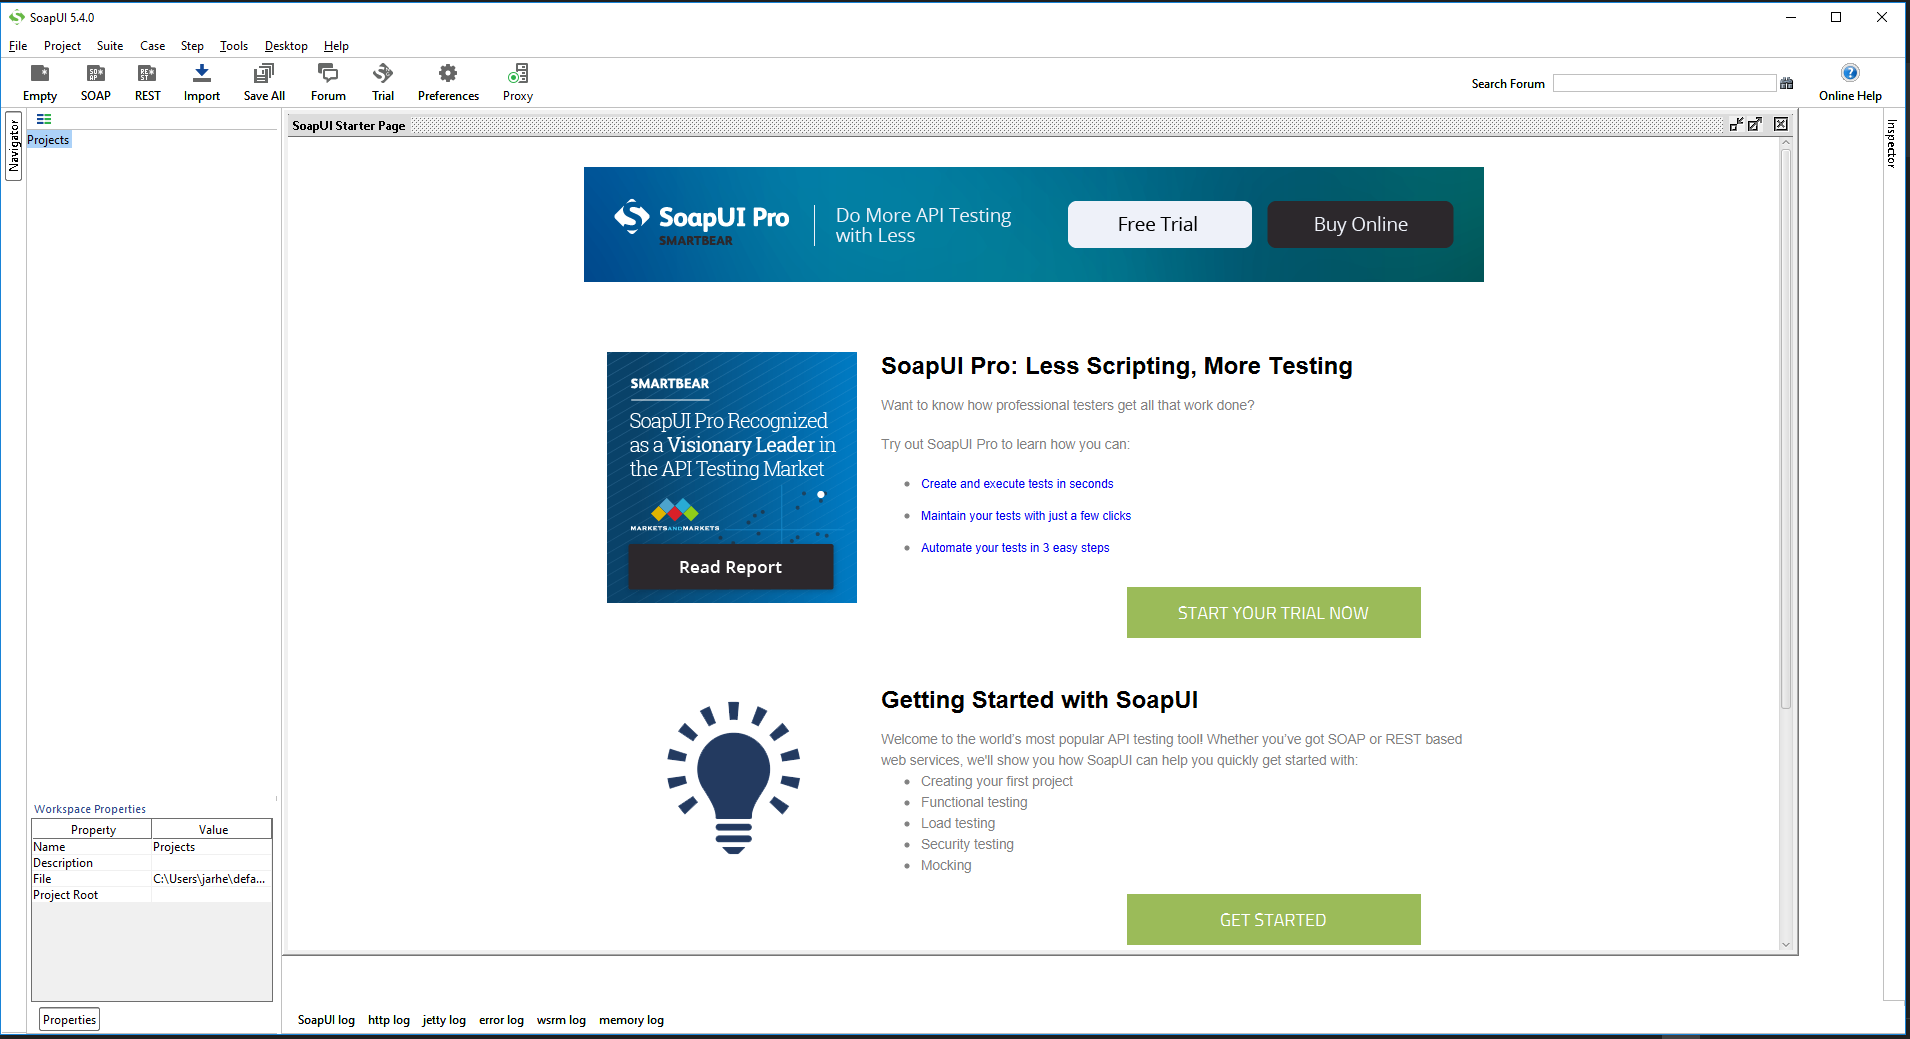 SoapUI 5.4.0
File Project Suite Case Step Tools Desktop Help
SO* AP
RE* ST
Empty SOAP REST Import Save All Forum Trial Preferences Proxy
Search Forum
Online Help
Navigator
Projects
SoapUI Starter Page
Inspector
SoapUI Pro
SMARTBEAR
Do More API Testing
with Less
Free Trial
Buy Online
SMARTBEAR
SoapUI Pro Recognized
as a Visionary Leader in
the API Testing Market
MARKETSANDMARKETS
Read Report
SoapUI Pro: Less Scripting, More Testing
Want to know how professional testers get all that work done?
Try out SoapUI Pro to learn how you can:
Create and execute tests in seconds
Maintain your tests with just a few clicks
Automate your tests in 3 easy steps
START YOUR TRIAL NOW
Getting Started with SoapUI
Welcome to the world's most popular API testing tool! Whether you've got SOAP or REST based
web services, we'll show you how SoapUI can help you quickly get started with:
Creating your first project
Functional testing
Load testing
Security testing
Mocking
GET STARTED
Workspace Properties
Property Value
Name Projects
Description
File C:\Users\jarhe\defa...
Project Root
Properties
SoapUI log http log jetty log error log wsrm log memory log